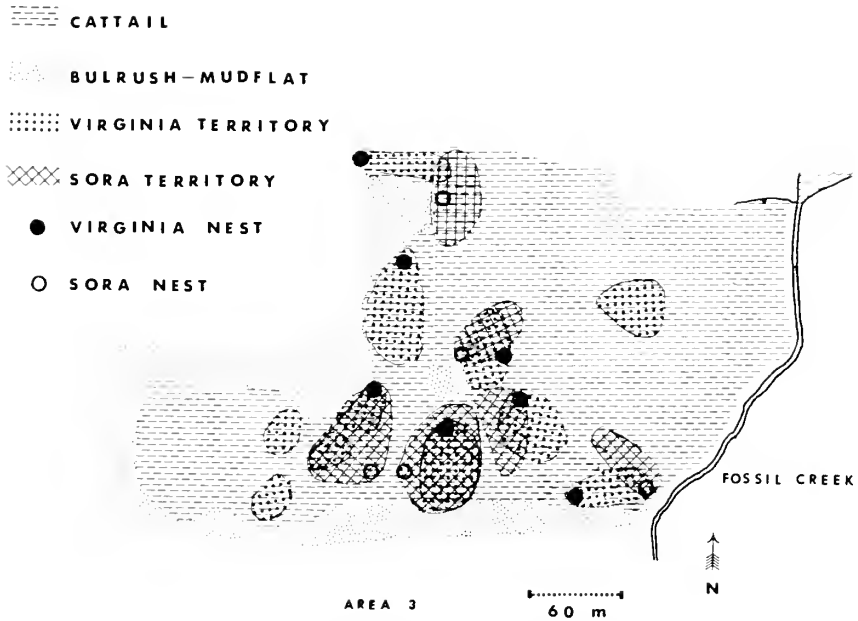 CATTAIL
BULRUSH-MUDFLAT
VIRGINIA TERRITORY
SORA TERRITORY
VIRGINIA NEST
SORA NEST
FOSSIL CREEK
N
AREA 3
60 m